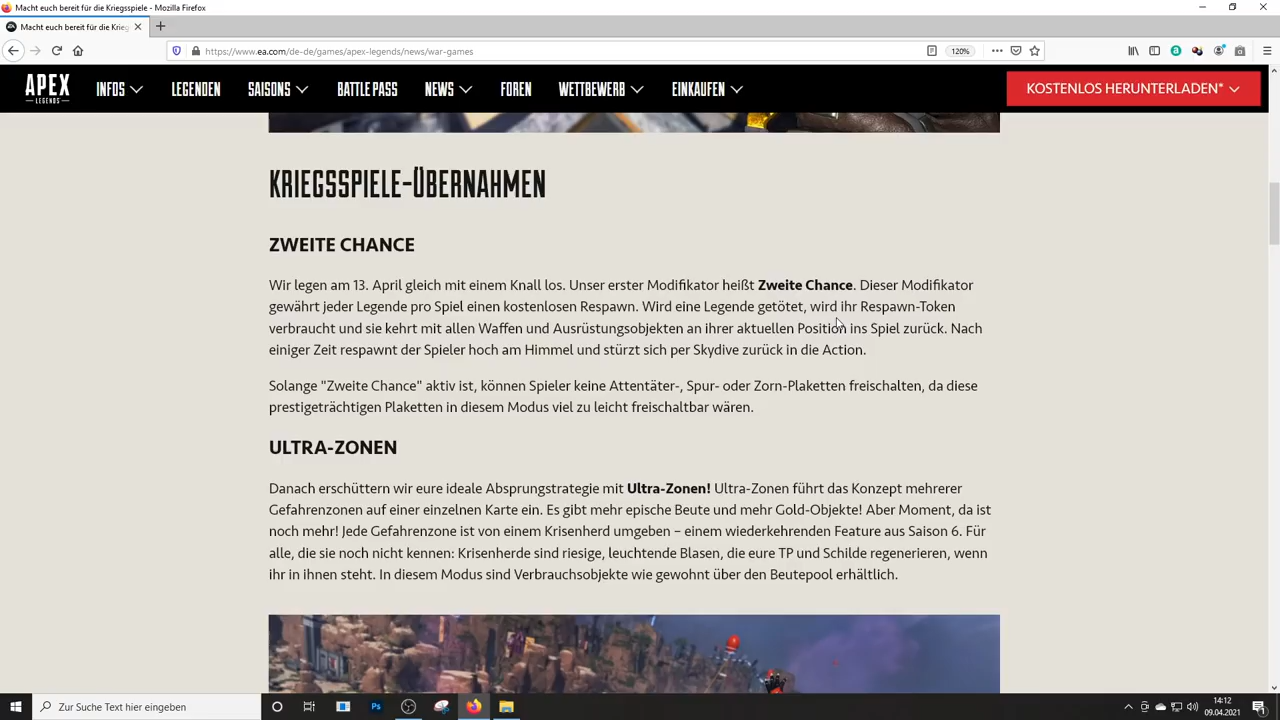 Macht euch bereit für die Kriegsspiele - Mozilla Firefox
Macht euch bereit für die Krieg
https://www.ea.com/de-de/games/apex-legends/news/war-games
120%
APEX
LEGENDS
INFOS
LEGENDEN
SAISONS
BATTLE PASS
NEWS
FOREN
WETTBEWERB
EINKAUFEN
KOSTENLOS HERUNTERLADEN*
KRIEGSSPIELE-ÜBERNAHMEN
ZWEITE CHANCE
Wir legen am 13. April gleich mit einem Knall los. Unser erster Modifikator heißt Zweite Chance. Dieser Modifikator
gewährt jeder Legende pro Spiel einen kostenlosen Respawn. Wird eine Legende getötet, wird ihr Respawn-Token
verbraucht und sie kehrt mit allen Waffen und Ausrüstungsobjekten an ihrer aktuellen Position ins Spiel zurück. Nach
einiger Zeit respawnt der Spieler hoch am Himmel und stürzt sich per Skydive zurück in die Action.
Solange "Zweite Chance" aktiv ist, können Spieler keine Attentäter-, Spur- oder Zorn-Plaketten freischalten, da diese
prestigeträchtigen Plaketten in diesem Modus viel zu leicht freischaltbar wären.
ULTRA-ZONEN
Danach erschüttern wir eure ideale Absprungstrategie mit Ultra-Zonen! Ultra-Zonen führt das Konzept mehrerer
Gefahrenzonen auf einer einzelnen Karte ein. Es gibt mehr epische Beute und mehr Gold-Objekte! Aber Moment, da ist
noch mehr! Jede Gefahrenzone ist von einem Krisenherd umgeben – einem wiederkehrenden Feature aus Saison 6. Für
alle, die sie noch nicht kennen: Krisenherde sind riesige, leuchtende Blasen, die eure TP und Schilde regenerieren, wenn
ihr in ihnen steht. In diesem Modus sind Verbrauchsobjekte wie gewohnt über den Beutepool erhältlich.
Zur Suche Text hier eingeben
Ps
14:12
09.04.2021